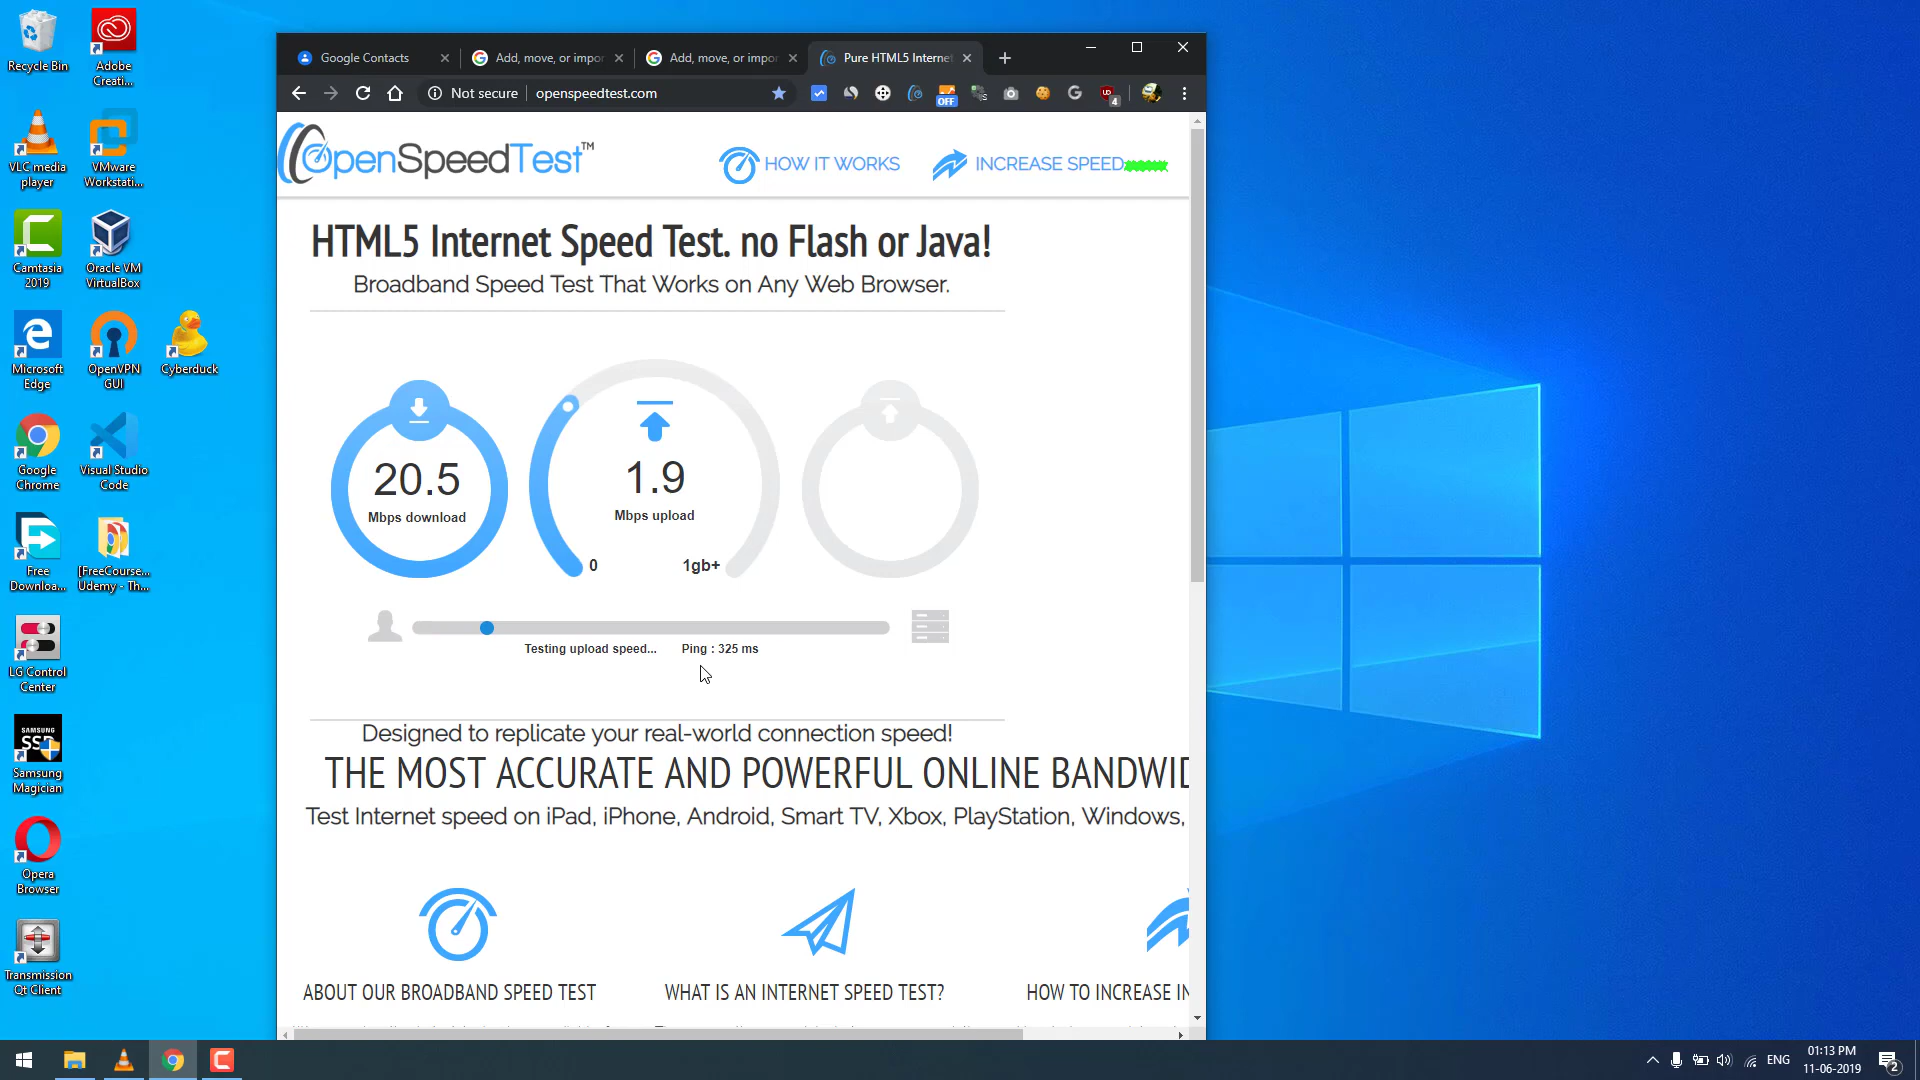 Recycle Bin
Adobe
Creati...
VLC media
player
VMware
Workstati...
Camtasia
2019
Oracle VM
VirtualBox
Microsoft
Edge
OpenVPN
GUI
Cyberduck
Google
Chrome
Visual Studio
Code
Free
Downloa...
[FreeCourse...
Udemy - Th...
LG Control
Center
SAMSUNG
SSD
Samsung
Magician
Opera
Browser
Transmission
Qt Client
Google Contacts
Add, move, or impor
Add, move, or impor
Pure HTML5 Internet
Not secure
openspeedtest.com
OFF
4
OpenSpeedTest™
HOW IT WORKS
INCREASE SPEED
HTML5 Internet Speed Test. no Flash or Java!
Broadband Speed Test That Works on Any Web Browser.
20.5
Mbps download
1.9
Mbps upload
0
1gb+
Testing upload speed...
Ping : 325 ms
Designed to replicate your real-world connection speed!
THE MOST ACCURATE AND POWERFUL ONLINE BANDWID
Test Internet speed on iPad, iPhone, Android, Smart TV, Xbox, PlayStation, Windows,
ABOUT OUR BROADBAND SPEED TEST
WHAT IS AN INTERNET SPEED TEST?
HOW TO INCREASE IN
ENG
01:13 PM
11-06-2019
2